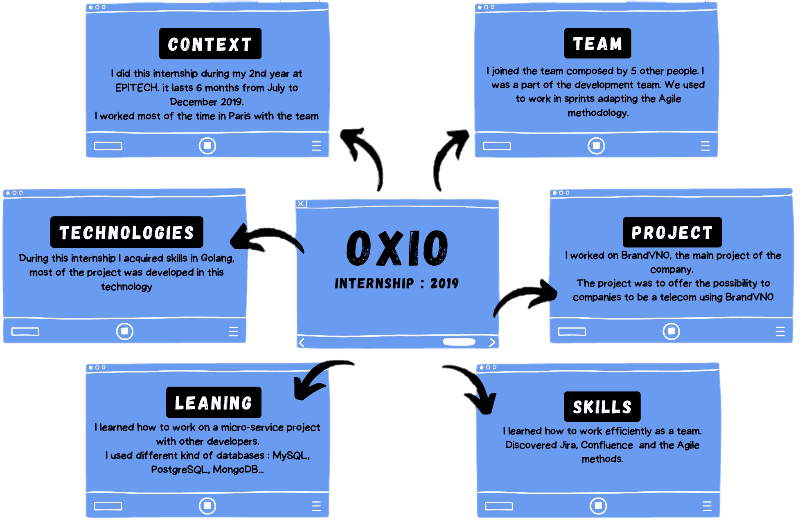 CONTEXT
I did this internship during my 2nd year at
EPITECH. it lasts 6 months from July to
December 2019.
I worked most of the time in Paris with the team
TEAM
I joined the team composed by 5 other people. I
was a part of the development team. We used
to work in sprints adapting the Agile
methodology.
TECHNOLOGIES
During this internship I acquired skills in Golang,
most of the project was developed in this
technology
OXIO
INTERNSHIP : 2019
PROJECT
I worked on BrandVNO, the main project of the
company.
The project was to offer the possibility to
companies to be a telecom using BrandVNO
LEANING
I learned how to work on a micro-service project
with other developers.
I used different kind of databases : MySQL,
PostgreSQL, MongoDB...
SKILLS
I learned how to work efficiently as a team.
Discovered Jira, Confluence and the Agile
methods.